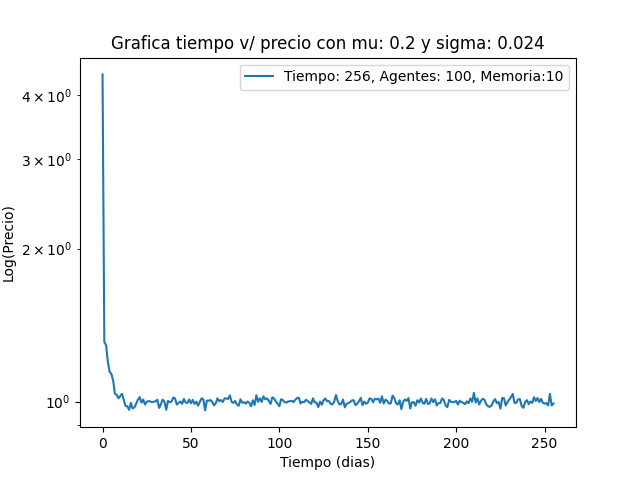 Grafica tiempo v/ precio con mu: 0.2 y sigma: 0.024
Tiempo: 256, Agentes: 100, Memoria:10
4 × 10⁰
3 × 10⁰
2 × 10⁰
10⁰
Log(Precio)
0 50 100 150 200 250
Tiempo (dias)